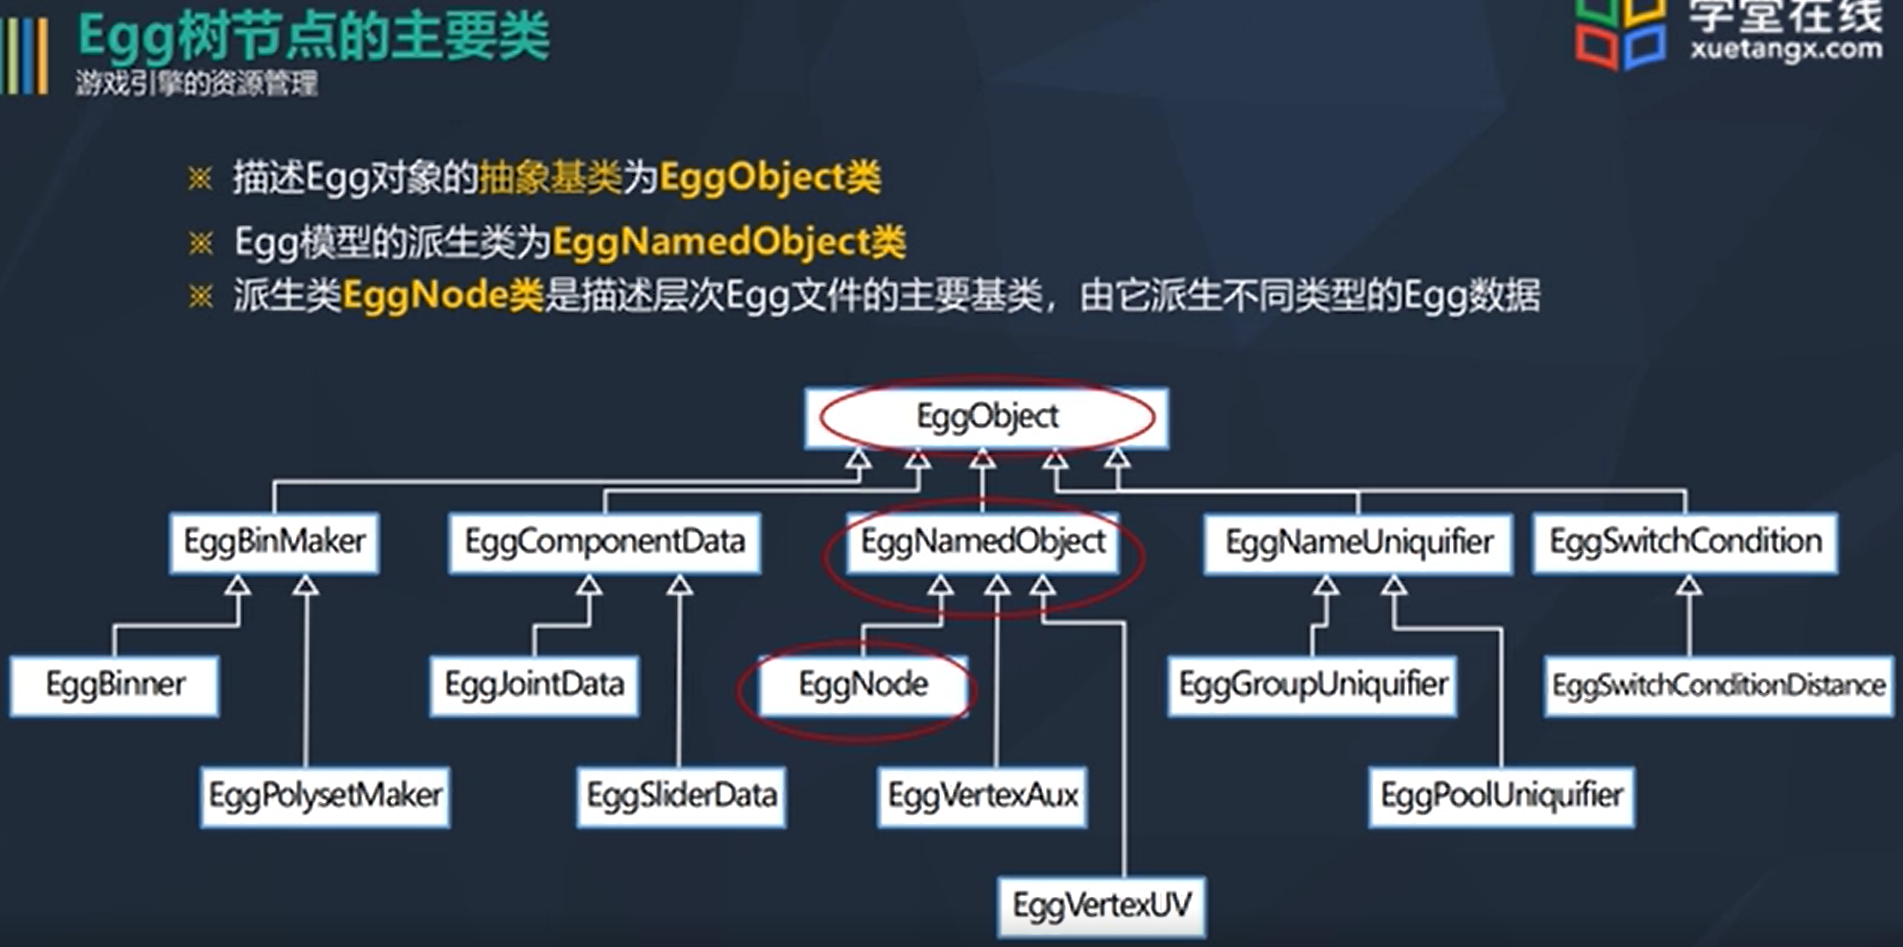 Egg树节点的主要类
游戏引擎的资源管理
学堂在线
xuetangx.com
※ 描述Egg对象的抽象基类为EggObject类
※ Egg模型的派生类为EggNamedObject类
※ 派生类EggNode类是描述层次Egg文件的主要基类，由它派生不同类型的Egg数据
EggObject
EggBinMaker
EggComponentData
EggNamedObject
EggNameUniquifier
EggSwitchCondition
EggBinner
EggJointData
EggNode
EggGroupUniquifier
EggSwitchConditionDistance
EggPolysetMaker
EggSliderData
EggVertexAux
EggPoolUniquifier
EggVertexUV